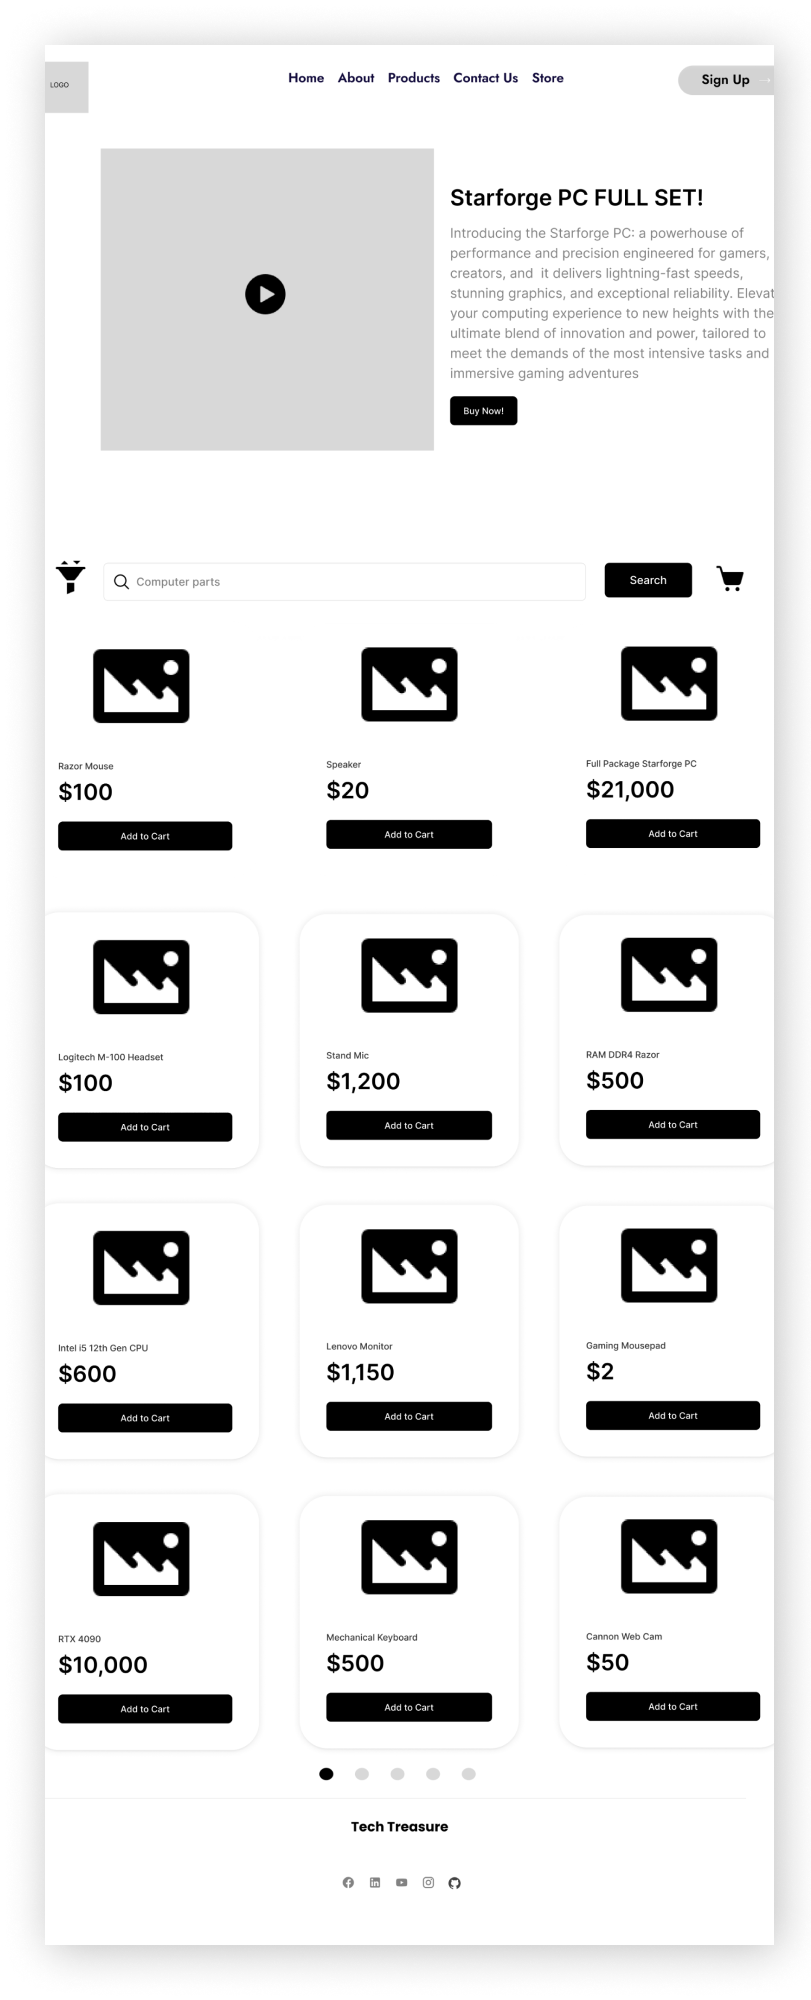 LOGO
Home About Products Contact Us Store
Sign Up →
Starforge PC FULL SET!
Introducing the Starforge PC: a powerhouse of
performance and precision engineered for gamers,
creators, and  it delivers lightning-fast speeds,
stunning graphics, and exceptional reliability. Elevat
your computing experience to new heights with the
ultimate blend of innovation and power, tailored to
meet the demands of the most intensive tasks and
immersive gaming adventures
Buy Now!
Computer parts
Search
Razor Mouse
$100
Add to Cart
Speaker
$20
Add to Cart
Full Package Starforge PC
$21,000
Add to Cart
Logitech M-100 Headset
$100
Add to Cart
Stand Mic
$1,200
Add to Cart
RAM DDR4 Razor
$500
Add to Cart
Intel i5 12th Gen CPU
$600
Add to Cart
Lenovo Monitor
$1,150
Add to Cart
Gaming Mousepad
$2
Add to Cart
RTX 4090
$10,000
Add to Cart
Mechanical Keyboard
$500
Add to Cart
Cannon Web Cam
$50
Add to Cart
Tech Treasure